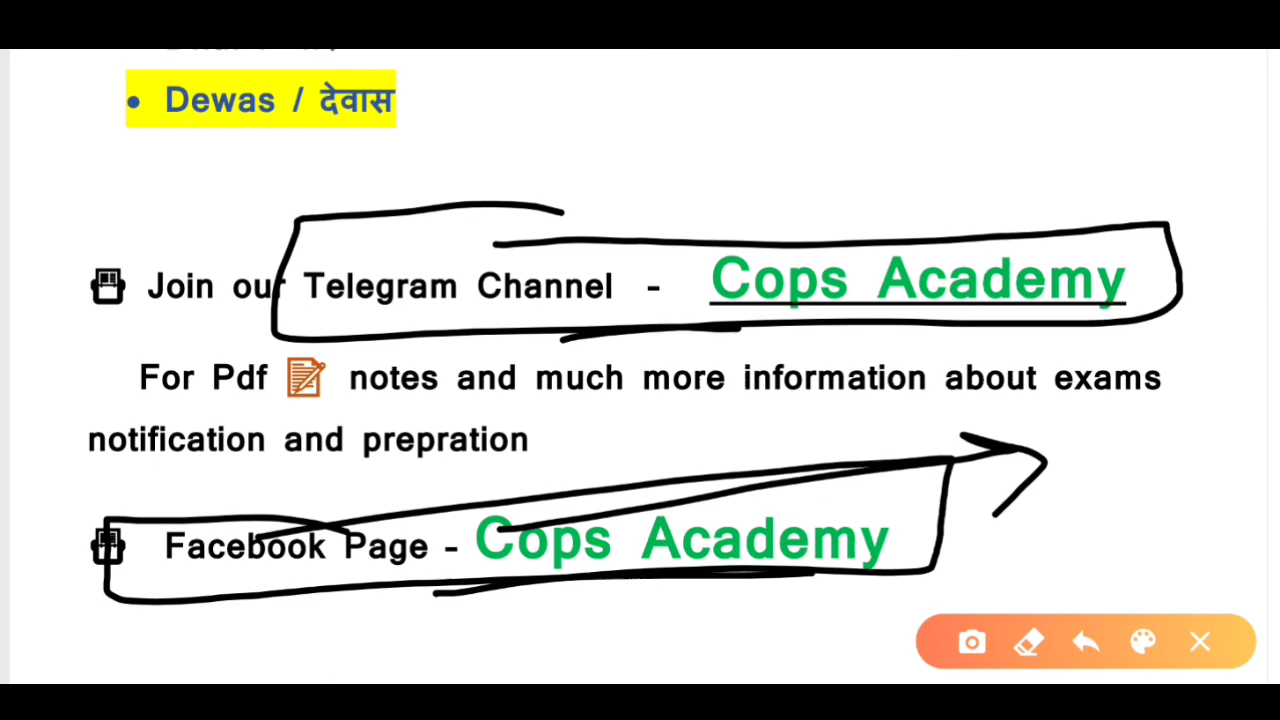 • Dewas / देवास
Join our Telegram Channel - Cops Academy
For Pdf 📝 notes and much more information about exams
notification and prepration
Facebook Page - Cops Academy